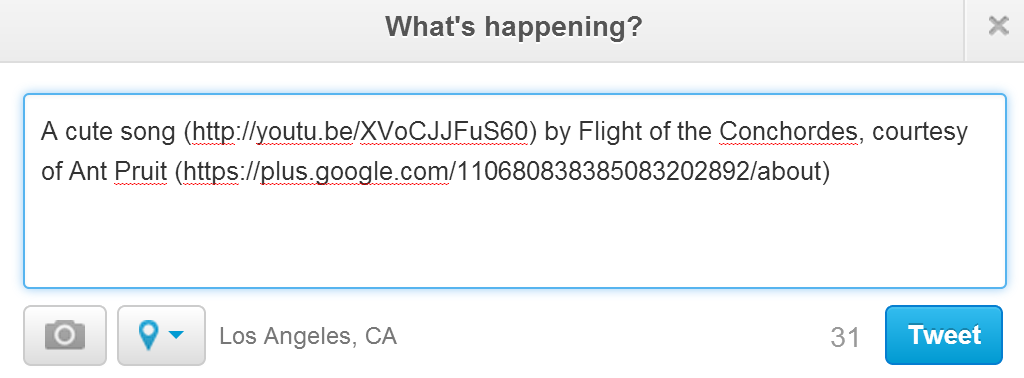 What's happening?
A cute song (http://youtu.be/XVoCJJFuS60) by Flight of the Conchordes, courtesy
of Ant Pruit (https://plus.google.com/110680838385083202892/about)
Los Angeles, CA
31
Tweet